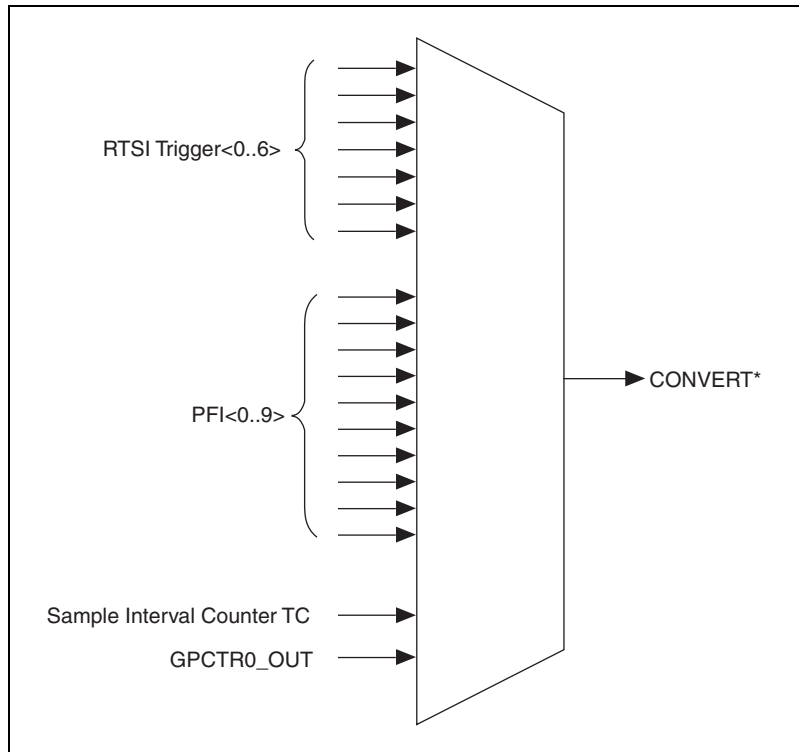 RTSI Trigger<0..6>
PFI<0..9>
CONVERT*
Sample Interval Counter TC
GPCTR0_OUT